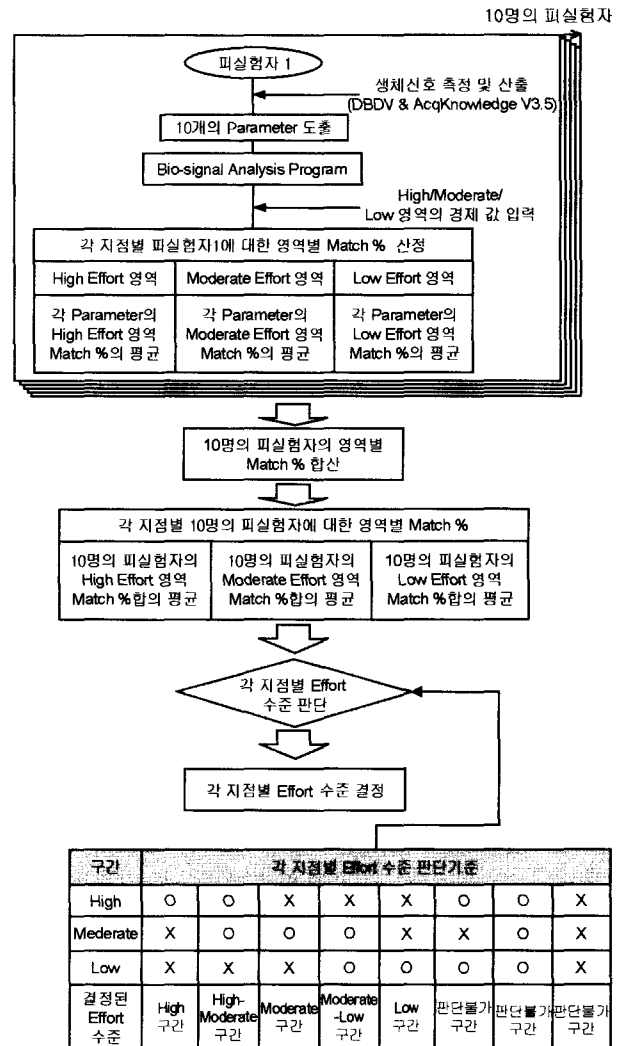 10명의 피실험자
피실험자 1
생체신호 측정 및 산출
(DBDV & AcqKnowledge V3.5)
10개의 Parameter 도출
Bio-signal Analysis Program
High/Moderate/
Low 영역의 경제 값 입력
각 지점별 피실험자1에 대한 영역별 Match % 산정
High Effort 영역 Moderate Effort 영역 Low Effort 영역
각 Parameter의 각 Parameter의 각 Parameter의
High Effort 영역 Moderate Effort 영역 Low Effort 영역
Match %의 평균 Match %의 평균 Match %의 평균
10명의 피실험자의 영역별
Match % 합산
각 지점별 10명의 피실험자에 대한 영역별 Match %
10명의 피실험자의 10명의 피실험자의 10명의 피실험자의
High Effort 영역 Moderate Effort 영역 Low Effort 영역
Match %합의 평균 Match %합의 평균 Match %합의 평균
각 지점별 Effort
수준 판단
각 지점별 Effort 수준 결정
구간 각 지점별 Effort 수준 판단기준
High O O X X X O O X
Mederate X O O O X X O X
Low X X X O O O O X
결정된 High- Moderate
Effort High Moderate Moderate -Low Low 판단불가 판단불가 판단불가
수준 구간 구간 구간 구간 구간 구간 구간 구간